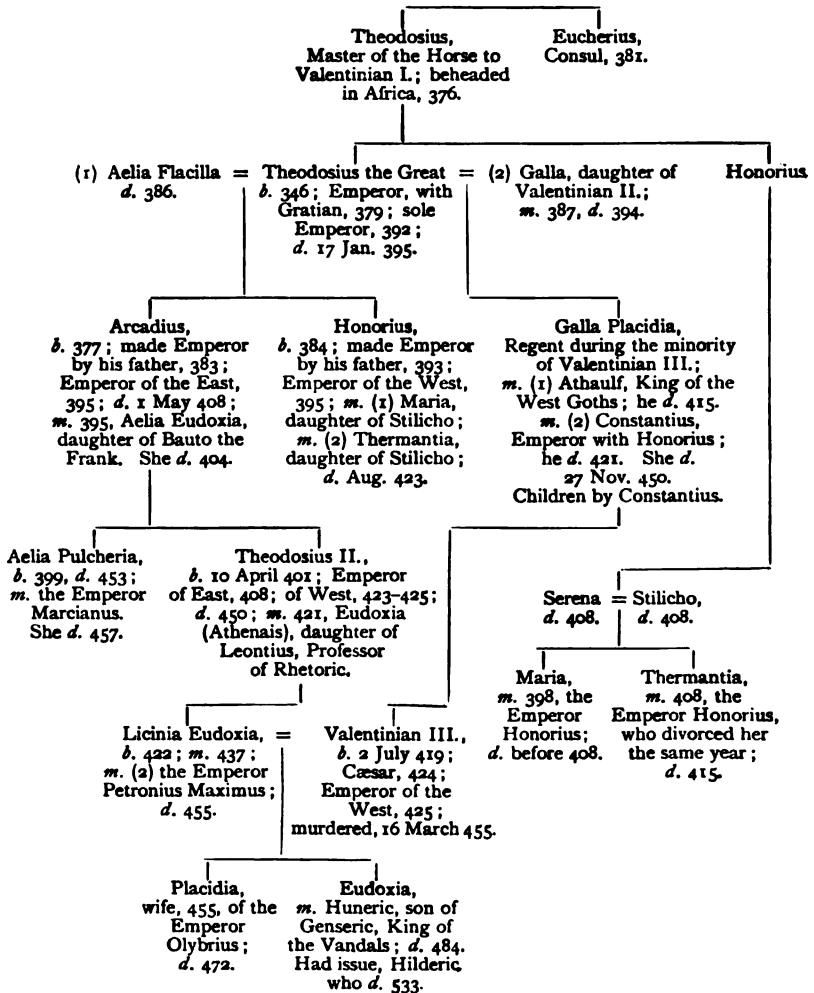 Theodosius,
Master of the Horse to
Valentinian I.; beheaded
in Africa, 376.
Eucherius,
Consul, 381.
(1) Aelia Flacilla
d. 386.
=
Theodosius the Great
b. 346; Emperor, with
Gratian, 379; sole
Emperor, 392;
d. 17 Jan. 395.
=
(2) Galla, daughter of
Valentinian II.;
m. 387, d. 394.
Honorius
Arcadius,
b. 377; made Emperor
by his father, 383;
Emperor of the East,
395; d. 1 May 408;
m. 395, Aelia Eudoxia,
daughter of Bauto the
Frank. She d. 404.
Honorius,
b. 384; made Emperor
by his father, 393;
Emperor of the West,
395; m. (1) Maria,
daughter of Stilicho;
m. (2) Thermantia,
daughter of Stilicho;
d. Aug. 423.
Galla Placidia,
Regent during the minority
of Valentinian III.;
m. (1) Athaulf, King of the
West Goths; he d. 415.
m. (2) Constantius,
Emperor with Honorius;
he d. 421. She d.
27 Nov. 450.
Children by Constantius.
Aelia Pulcheria,
b. 399, d. 453;
m. the Emperor
Marcianus.
She d. 457.
Theodosius II.,
b. 10 April 401; Emperor
of East, 408; of West, 423–425;
d. 450; m. 421, Eudoxia
(Athenais), daughter of
Leontius, Professor
of Rhetoric.
Serena = Stilicho,
d. 408. d. 408.
Maria,
m. 398, the
Emperor
Honorius;
d. before 408.
Thermantia,
m. 408, the
Emperor Honorius,
who divorced her
the same year;
d. 415.
Licinia Eudoxia, =
b. 422; m. 437;
m. (2) the Emperor
Petronius Maximus;
d. 455.
Valentinian III.,
b. 2 July 419;
Cæsar, 424;
Emperor of the
West, 425;
murdered, 16 March 455.
Placidia,
wife, 455, of the
Emperor
Olybrius;
d. 472.
Eudoxia,
m. Huneric, son of
Genseric, King of
the Vandals; d. 484.
Had issue, Hilderic
who d. 533.